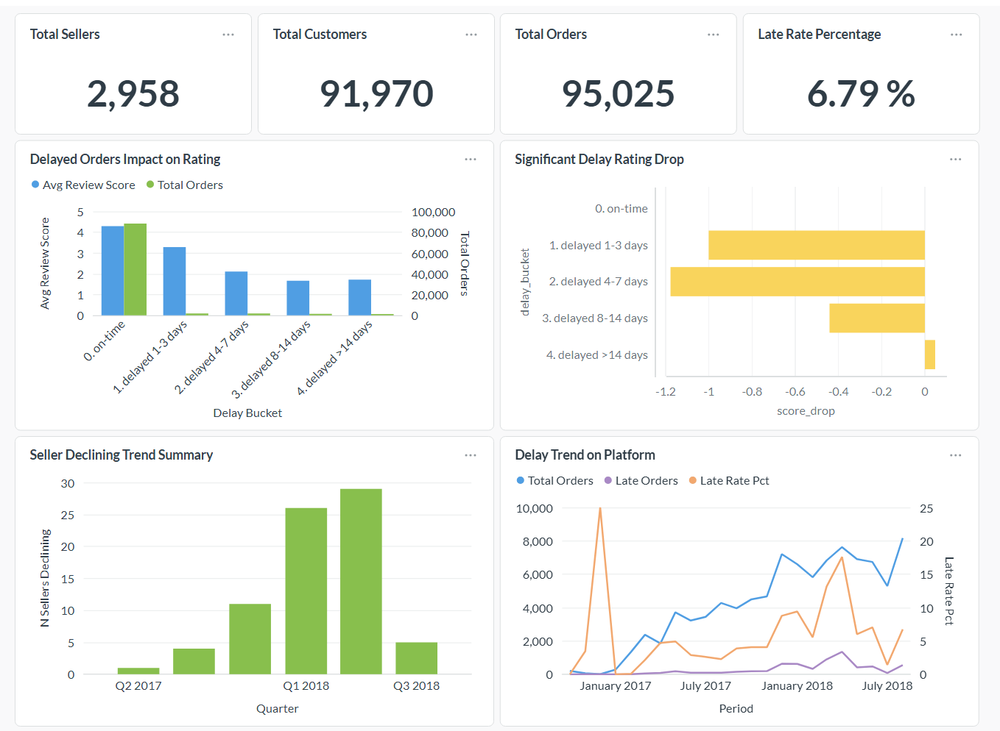 Total Sellers
2,958
Total Customers
91,970
Total Orders
95,025
Late Rate Percentage
6.79 %
Delayed Orders Impact on Rating
Avg Review Score Total Orders
Avg Review Score
5
4
3
2
1
0
100,000
80,000
60,000
40,000
20,000
0
Total Orders
0. on-time
1. delayed 1-3 days
2. delayed 4-7 days
3. delayed 8-14 days
4. delayed >14 days
Delay Bucket
Significant Delay Rating Drop
delay_bucket
0. on-time
1. delayed 1-3 days
2. delayed 4-7 days
3. delayed 8-14 days
4. delayed >14 days
-1.2 -1 -0.8 -0.6 -0.4 -0.2 0
score_drop
Seller Declining Trend Summary
N Sellers Declining
30
25
20
15
10
5
0
Q2 2017 Q1 2018 Q3 2018
Quarter
Delay Trend on Platform
Total Orders Late Orders Late Rate Pct
10,000
8,000
6,000
4,000
2,000
0
25
20
15
10
5
0
Late Rate Pct
January 2017 July 2017 January 2018 July 2018
Period